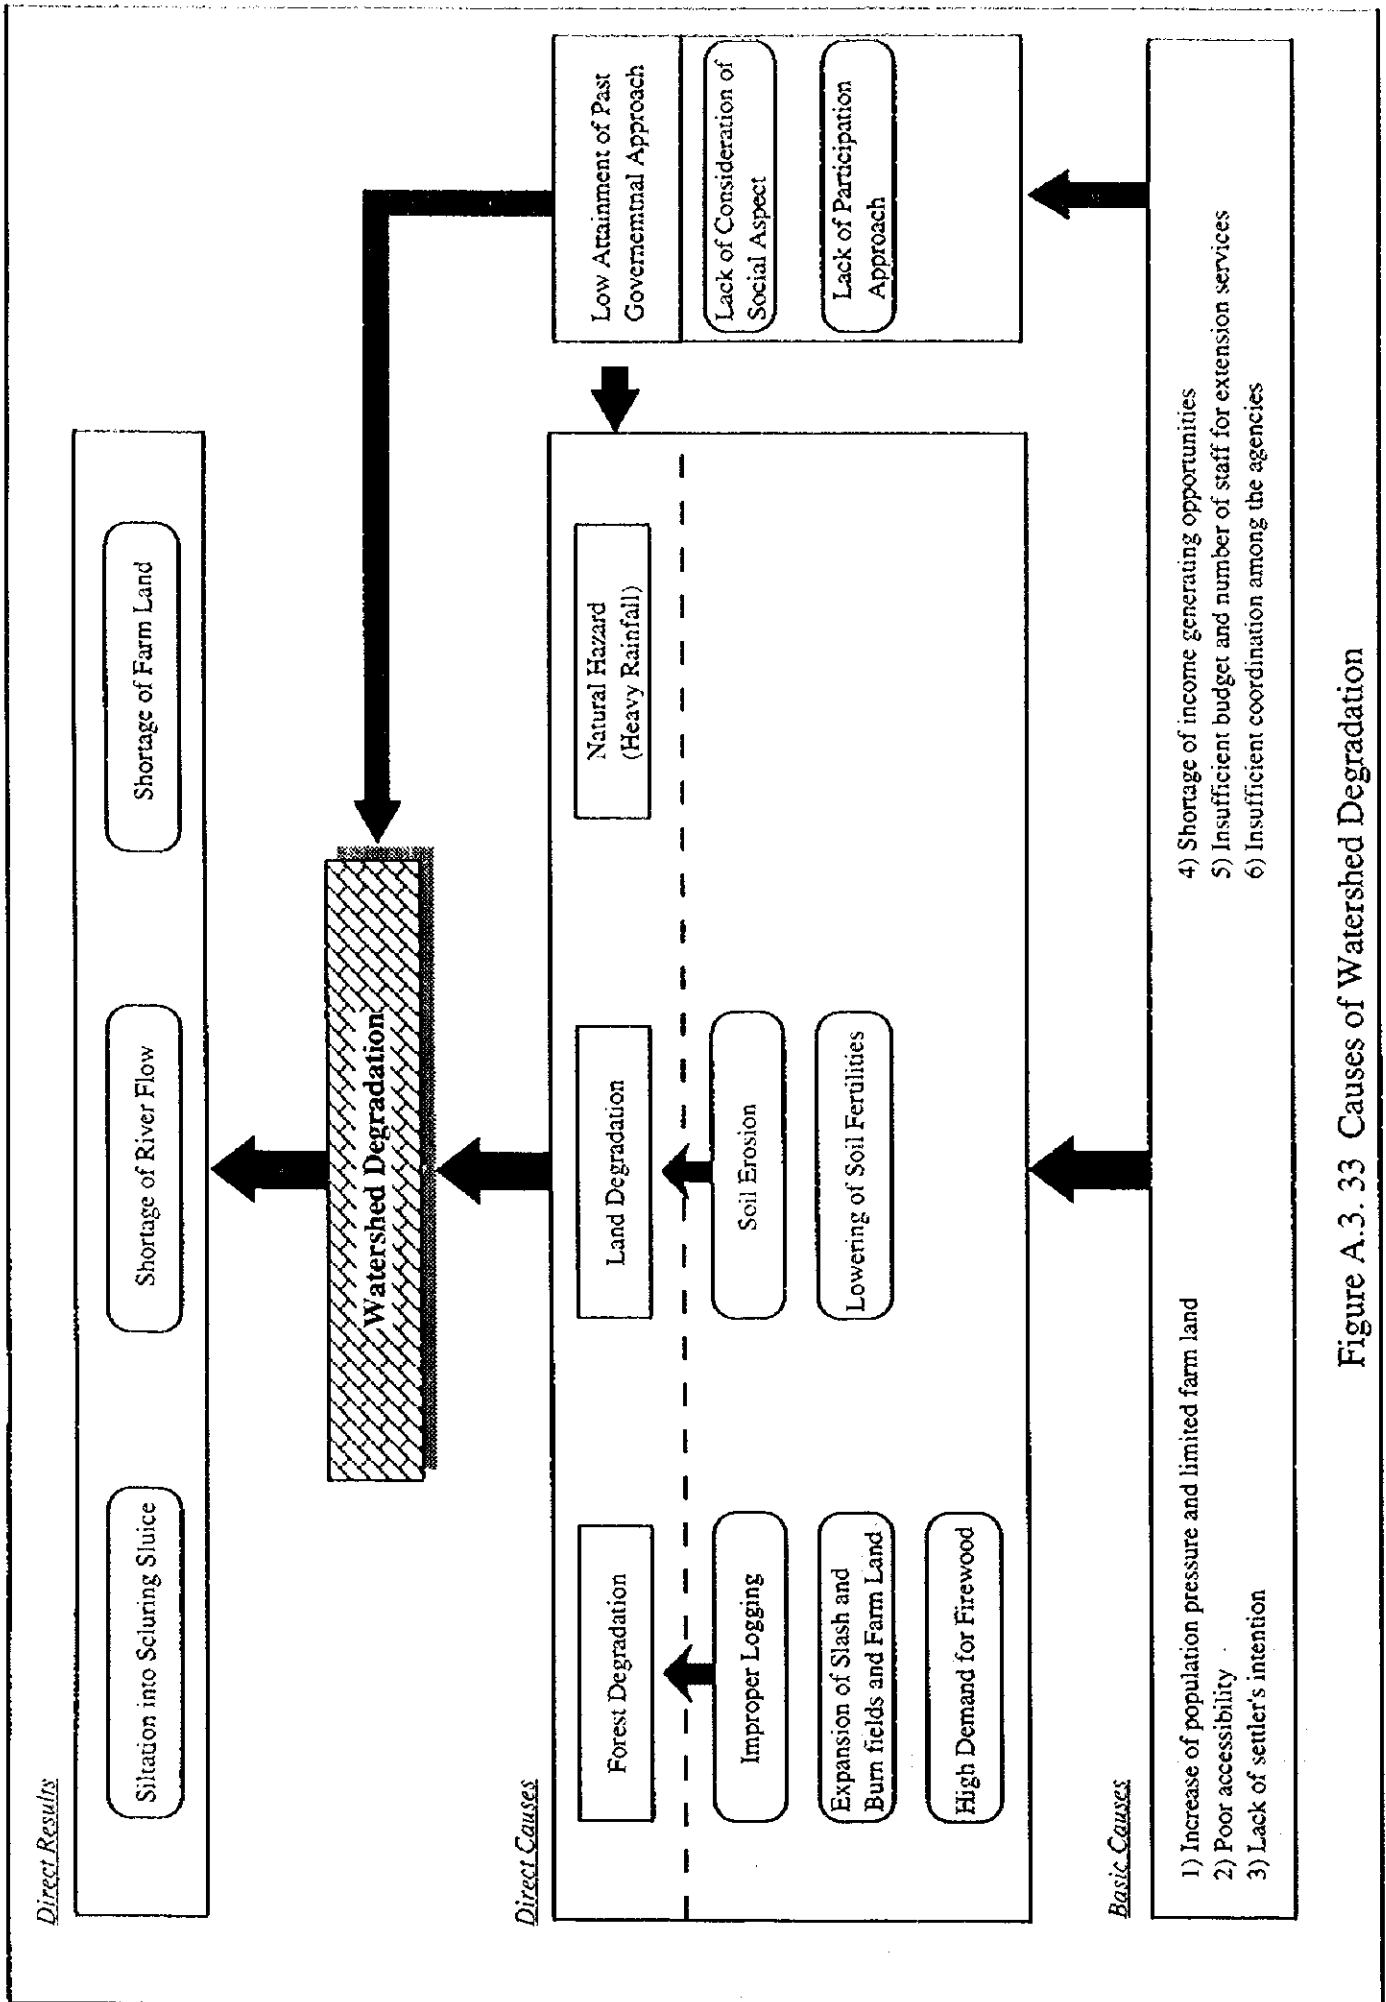 Direct Results
Siltation into Scluring Sluice
Shortage of River Flow
Shortage of Farm Land
Watershed Degradation
Direct Causes
Forest Degradation
Land Degradation
Natural Hazard
(Heavy Rainfall)
Improper Logging
Expansion of Slash and
Burn fields and Farm Land
High Demand for Firewood
Soil Erosion
Lowering of Soil Fertilities
Low Attainment of Past
Governemtnal Approach
Lack of Consideration of
Social Aspect
Lack of Participation
Approach
Basic Causes
1) Increase of population pressure and limited farm land
2) Poor accessibility
3) Lack of settler's intention
4) Shortage of income generating opportunities
5) Insufficient budget and number of staff for extension services
6) Insufficient coordination among the agencies
Figure A.3. 33 Causes of Watershed Degradation